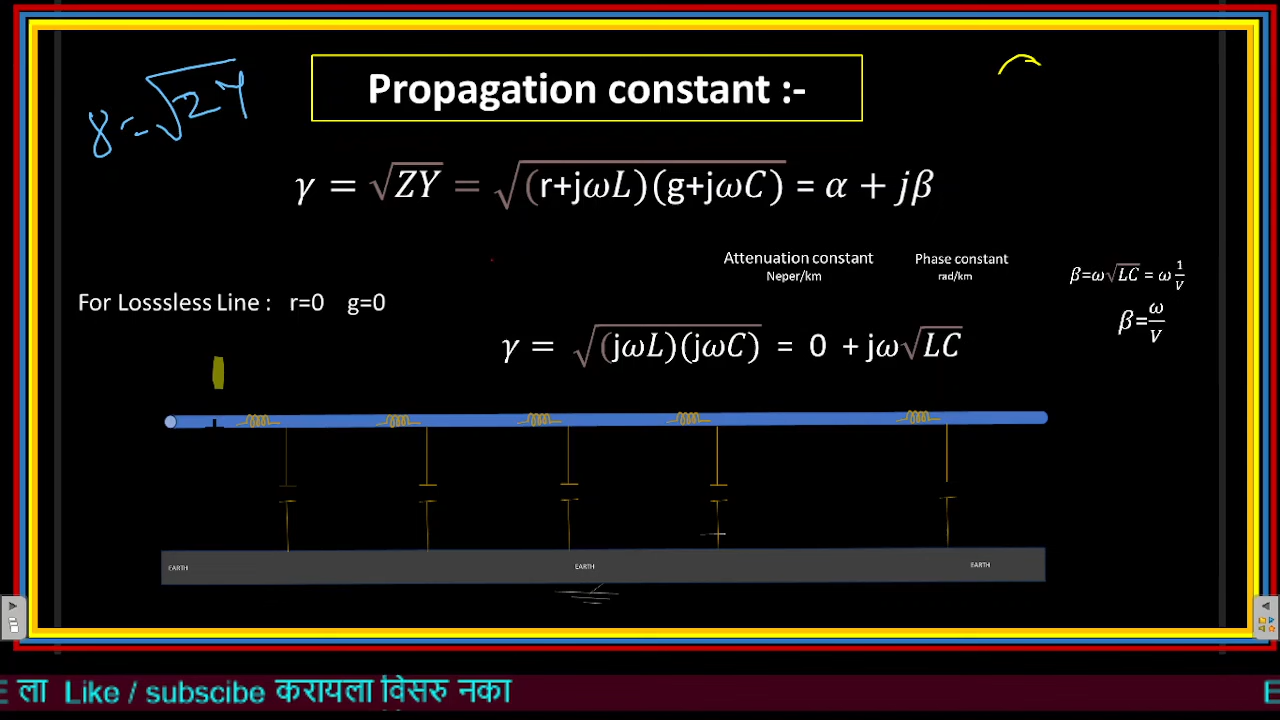 γ = √ZY
Propagation constant :-
γ = √ZY = √(r+jωL)(g+jωC) = α + jβ
Attenuation constant
Neper/km
Phase constant
rad/km
β=ω√LC = ω 1/V
β=ω/V
For Losssless Line : r=0 g=0
γ = √(jωL)(jωC) = 0 + jω√LC
EARTH
EARTH
EARTH
E ला Like / subscibe करायला विसरु नका
E